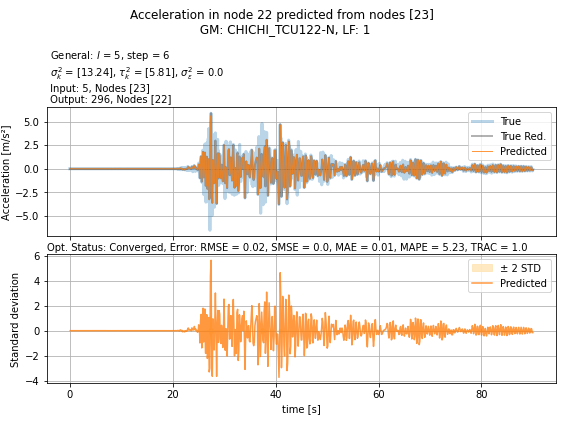 Acceleration in node 22 predicted from nodes [23]
GM: CHICHI_TCU122-N, LF: 1
General: l = 5, step = 6
σ²ₖ = [13.24], τ²ₖ = [5.81], σ²ε = 0.0
Input: 5, Nodes [23]
Output: 296, Nodes [22]
Acceleration [m/s²]
5.0
2.5
0.0
−2.5
−5.0
True
True Red.
Predicted
Opt. Status: Converged, Error: RMSE = 0.02, SMSE = 0.0, MAE = 0.01, MAPE = 5.23, TRAC = 1.0
Standard deviation
6
4
2
0
−2
−4
± 2 STD
Predicted
0
20
40
60
80
time [s]